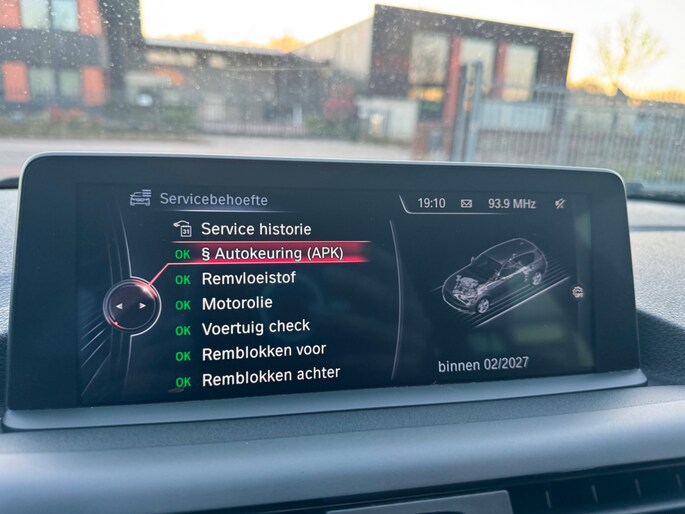 Servicebehoefte
19:10 93.9 MHz
31 Service historie
OK § Autokeuring (APK)
OK Remvloeistof
OK Motorolie
OK Voertuig check
OK Remblokken voor
OK Remblokken achter
binnen 02/2027